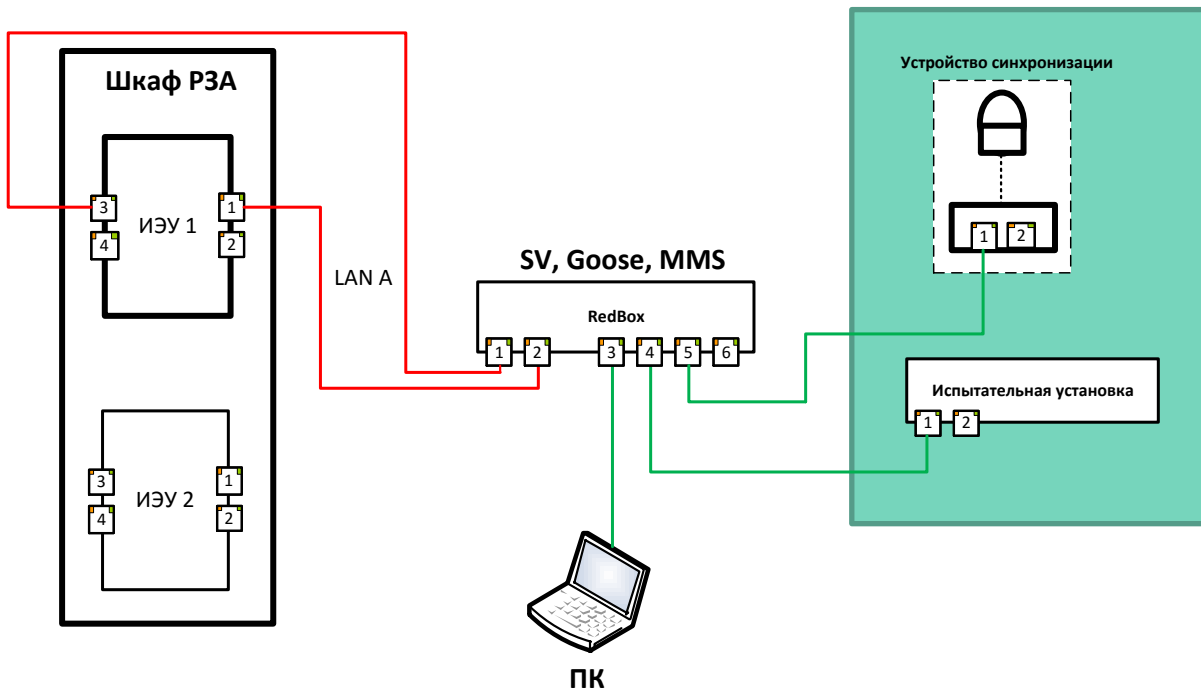 Шкаф РЗА
ИЭУ 1
3
4
1
2
ИЭУ 2
3
4
1
2
LAN A
SV, Goose, MMS
RedBox
1 2 3 4 5 6
ПК
Устройство синхронизации
1 2
Испытательная установка
1 2